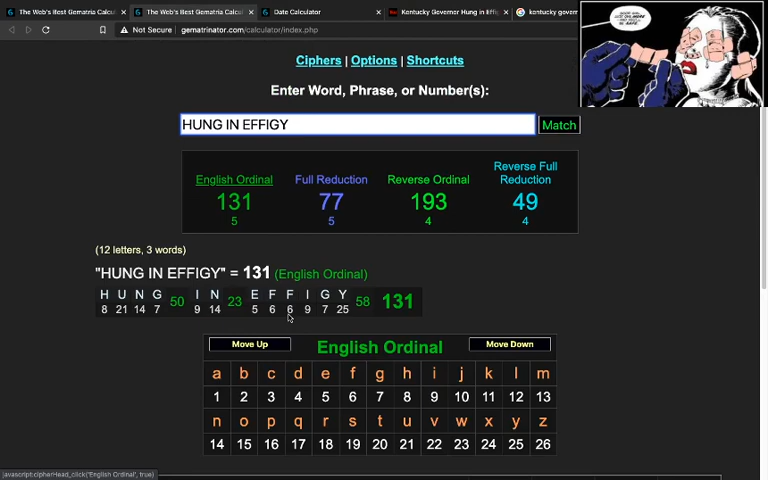 The Web's Best Gematria Calcul
The Web's Best Gematria Calcul
Date Calculator
Kentucky Governor Hung in Effig
kentucky gover
Not Secure gematrinator.com/calculator/index.php
Ciphers | Options | Shortcuts
Enter Word, Phrase, or Number(s):
HUNG IN EFFIGY
Match
English Ordinal Full Reduction Reverse Ordinal Reverse Full Reduction
131 77 193 49
5 5 4 4
(12 letters, 3 words)
"HUNG IN EFFIGY" = 131 (English Ordinal)
H U N G 50 I N 23 E F F I G Y 58 131
8 21 14 7 9 14 5 6 6 9 7 25
Move Up English Ordinal Move Down
a b c d e f g h i j k l m
1 2 3 4 5 6 7 8 9 10 11 12 13
n o p q r s t u v w x y z
14 15 16 17 18 19 20 21 22 23 24 25 26
javascript:cipherHead_click('English Ordinal', true)